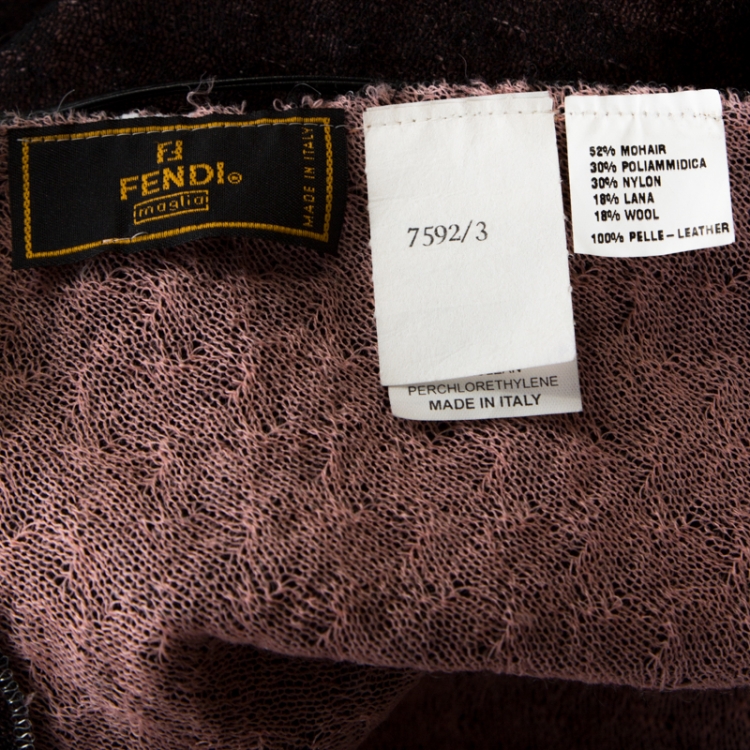 FENDI®
maglia
MADE IN ITALY
7592/3
PERCHLORETHYLENE
MADE IN ITALY
52% MOHAIR
30% POLIAMMIDICA
30% NYLON
18% LANA
18% WOOL
100% PELLE-LEATHER